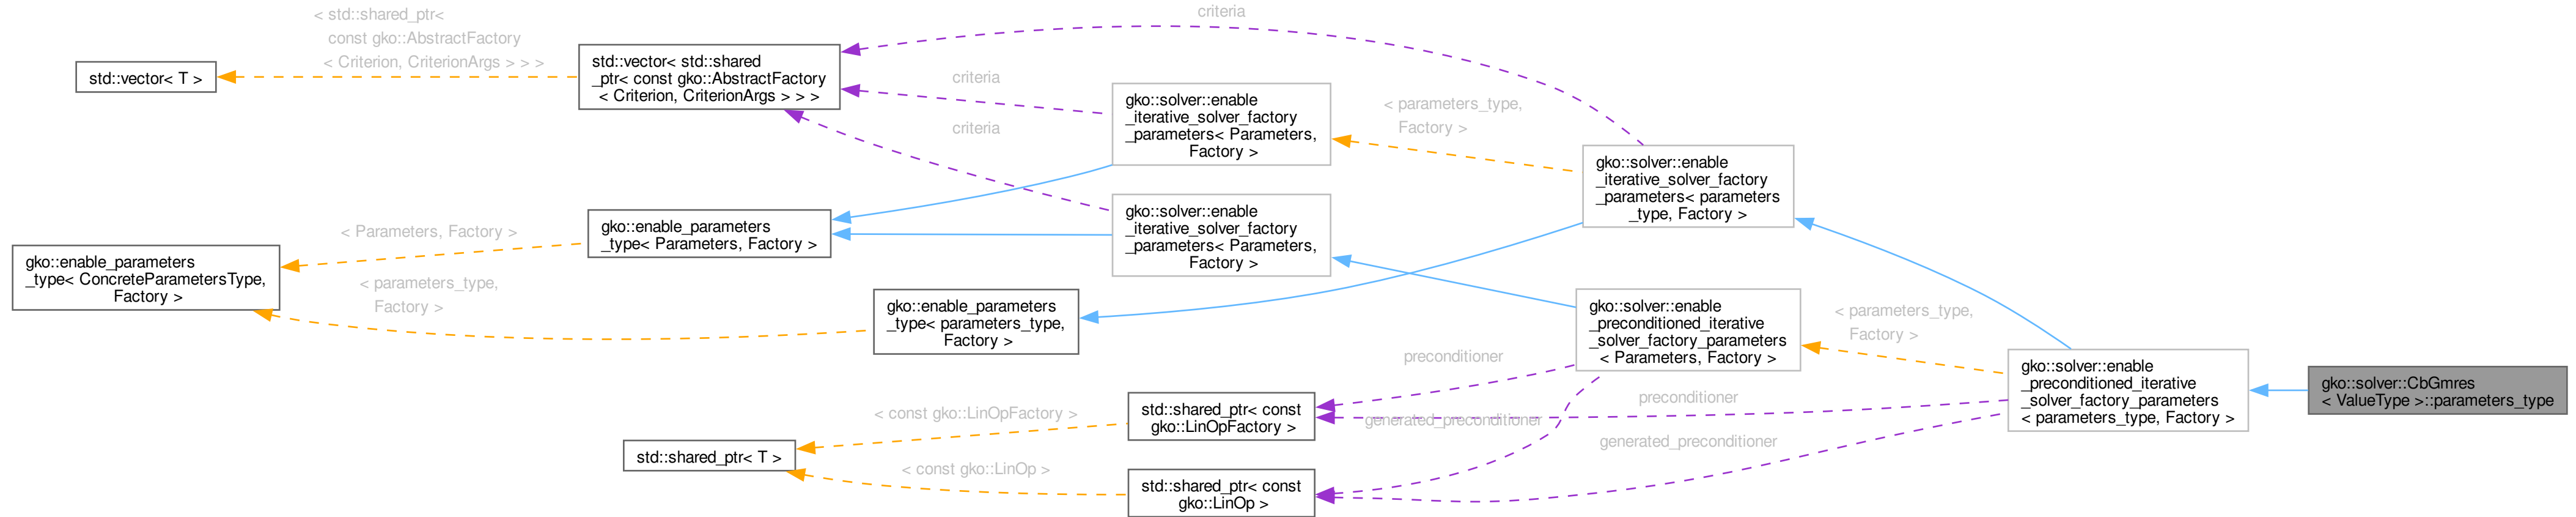 std::vector< T >
< std::shared_ptr<
const gko::AbstractFactory
< Criterion, CriterionArgs > > >
std::vector< std::shared
_ptr< const gko::AbstractFactory
< Criterion, CriterionArgs > > >
criteria
criteria
criteria
gko::solver::enable
_iterative_solver_factory
_parameters< Parameters,
Factory >
< parameters_type,
Factory >
gko::solver::enable
_iterative_solver_factory
_parameters< parameters
_type, Factory >
gko::solver::enable
_iterative_solver_factory
_parameters< Parameters,
Factory >
gko::enable_parameters
_type< ConcreteParametersType,
Factory >
< Parameters, Factory >
gko::enable_parameters
_type< Parameters, Factory >
< parameters_type,
Factory >
gko::enable_parameters
_type< parameters_type,
Factory >
gko::solver::enable
_preconditioned_iterative
_solver_factory_parameters
< Parameters, Factory >
< parameters_type,
Factory >
gko::solver::enable
_preconditioned_iterative
_solver_factory_parameters
< parameters_type, Factory >
gko::solver::CbGmres
< ValueType >::parameters_type
preconditioner
preconditioner
generated_preconditioner
generated_preconditioner
std::shared_ptr< const
gko::LinOpFactory >
< const gko::LinOpFactory >
std::shared_ptr< T >
< const gko::LinOp >
std::shared_ptr< const
gko::LinOp >